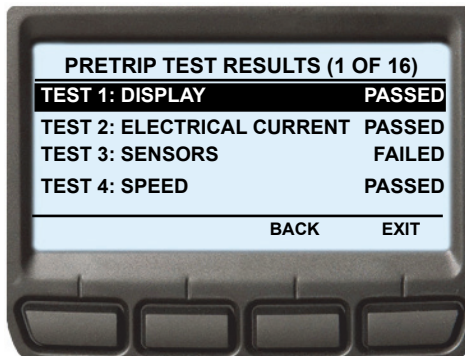 PRETRIP TEST RESULTS (1 OF 16)
TEST 1: DISPLAY PASSED
TEST 2: ELECTRICAL CURRENT PASSED
TEST 3: SENSORS FAILED
TEST 4: SPEED PASSED
BACK EXIT